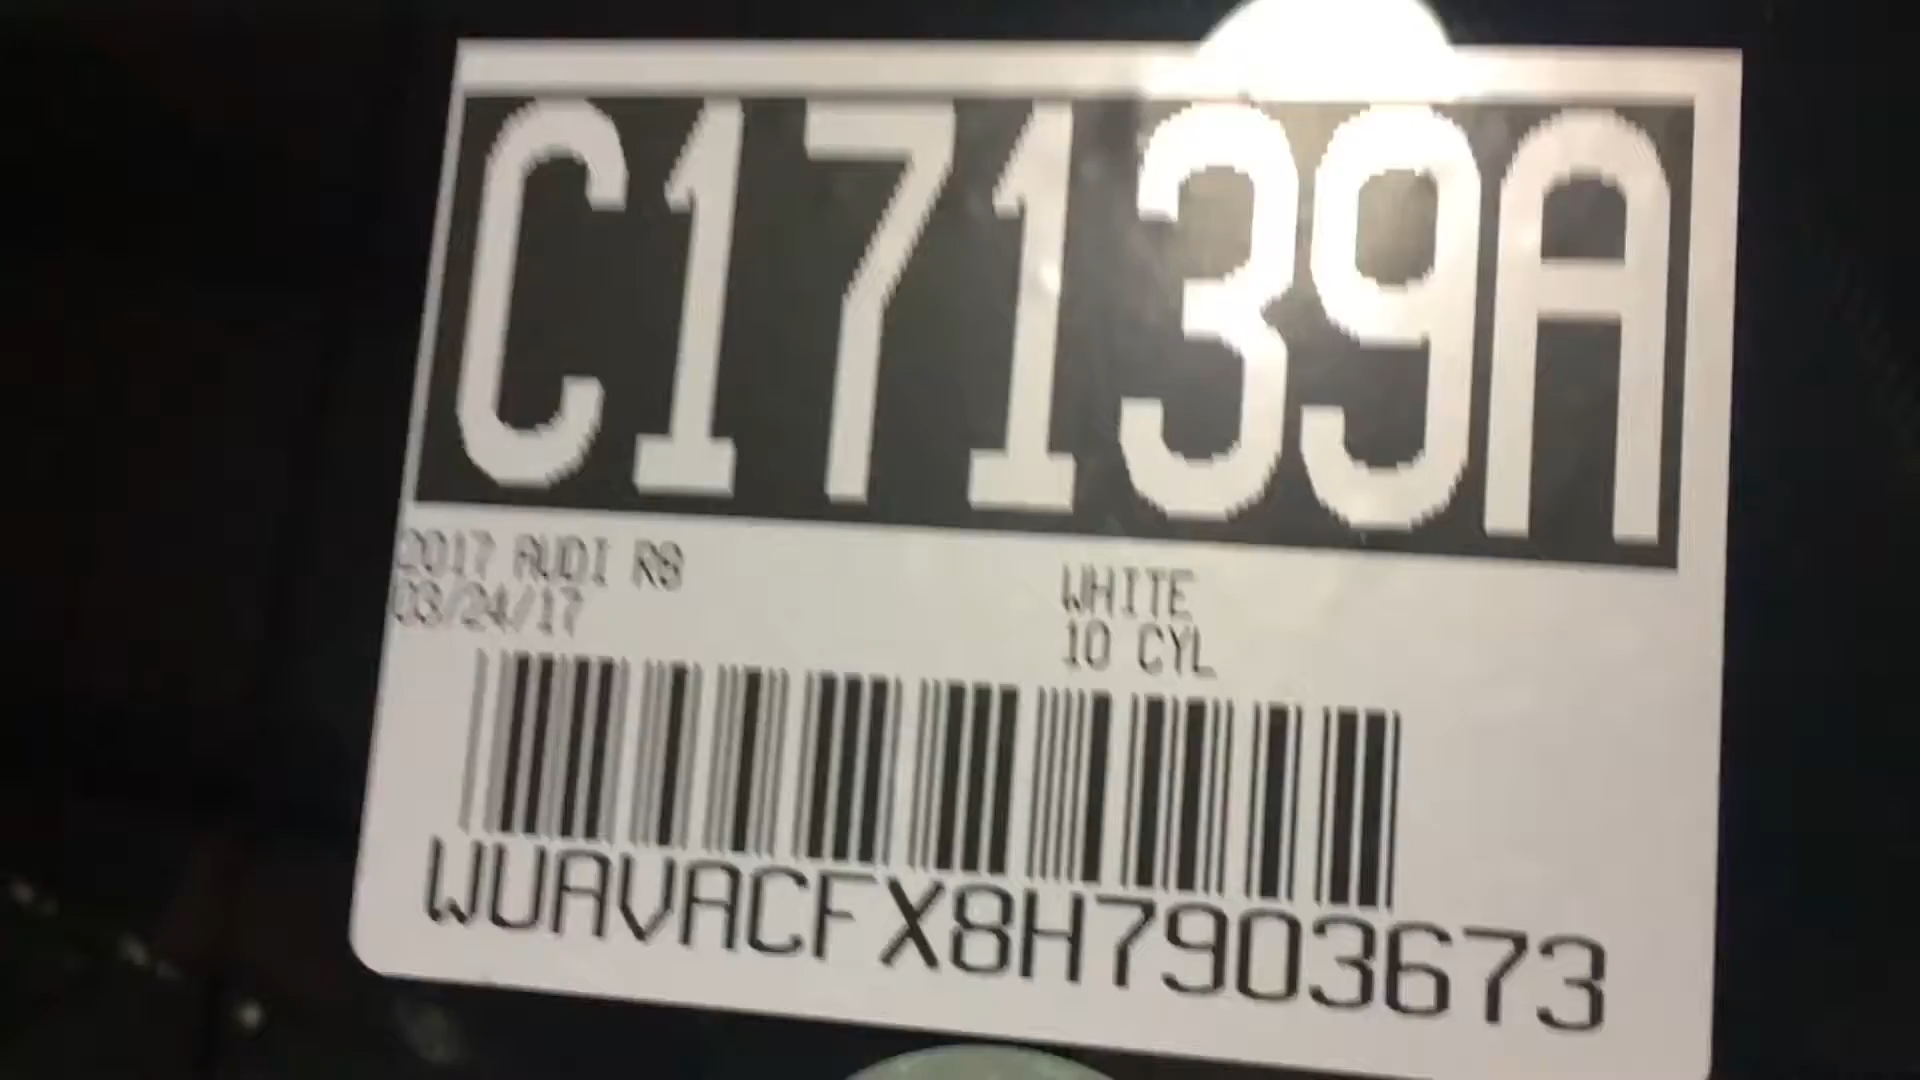 C17139A
2017 AUDI R8
WHITE
03/24/17
10 CYL
WUAVACFX8H7903673